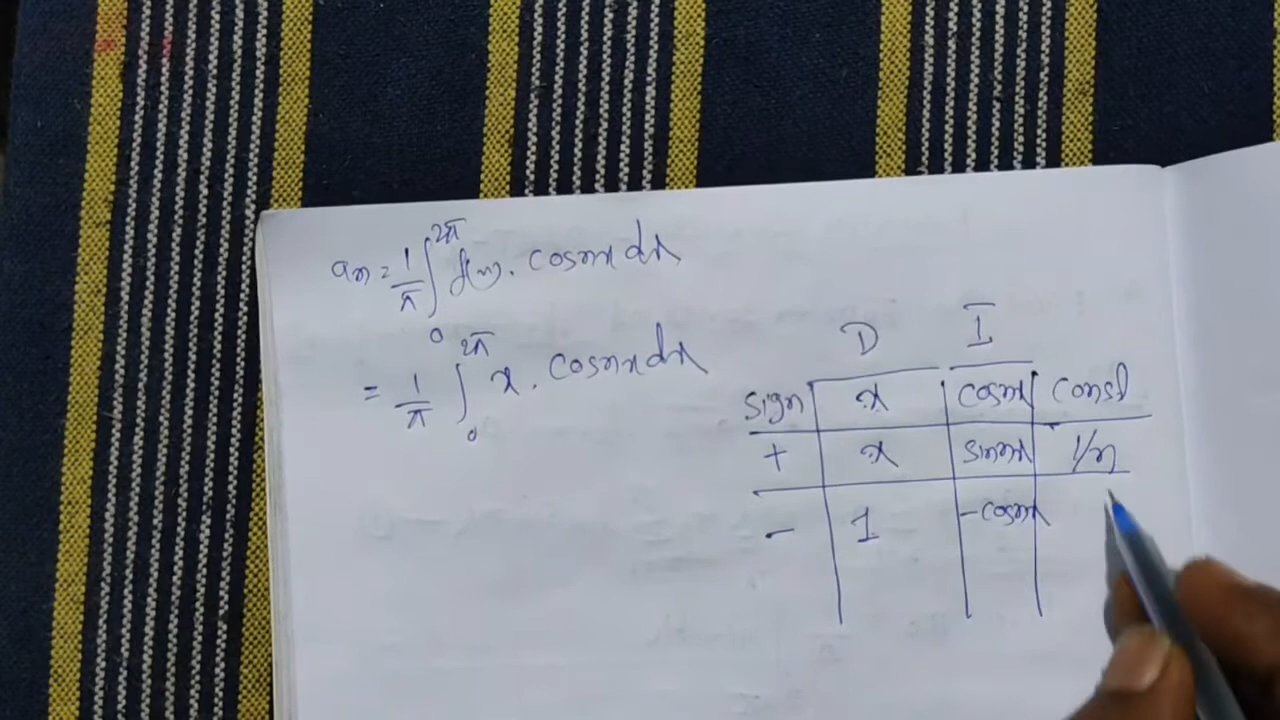 aₙ = 1/π ∫₀^2π f(x). cosnx dx
= 1/π ∫₀^2π x. cosnx dx
D I
sign x cosnx const
+ x sinnx 1/n
- 1 -cosnx